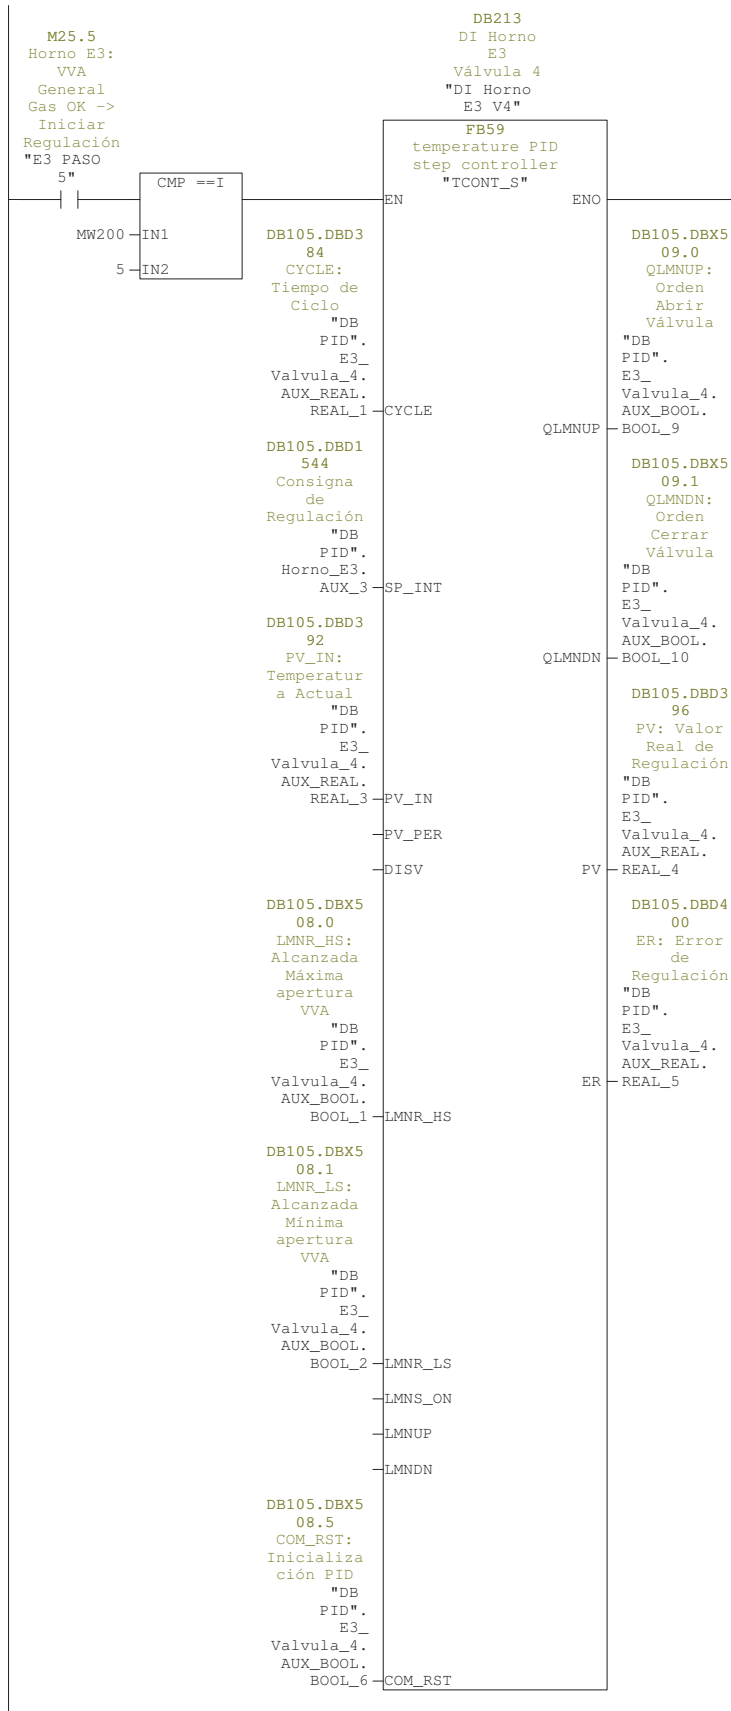 M25.5
Horno E3:
VVA
General
Gas OK ->
Iniciar
Regulación
"E3 PASO
5"
CMP ==I
MW200
IN1
5
IN2
DB213
DI Horno
E3
Válvula 4
"DI Horno
E3 V4"
FB59
temperature PID
step controller
"TCONT_S"
EN
ENO
DB105.DBD3
84
CYCLE:
Tiempo de
Ciclo
"DB
PID".
E3_
Valvula_4.
AUX_REAL.
REAL_1
CYCLE
DB105.DBD1
544
Consigna
de
Regulación
"DB
PID".
Horno_E3.
AUX_3
SP_INT
DB105.DBD3
92
PV_IN:
Temperatur
a Actual
"DB
PID".
E3_
Valvula_4.
AUX_REAL.
REAL_3
PV_IN
PV_PER
DISV
DB105.DBX5
08.0
LMNR_HS:
Alcanzada
Máxima
apertura
VVA
"DB
PID".
E3_
Valvula_4.
AUX_BOOL.
BOOL_1
LMNR_HS
DB105.DBX5
08.1
LMNR_LS:
Alcanzada
Mínima
apertura
VVA
"DB
PID".
E3_
Valvula_4.
AUX_BOOL.
BOOL_2
LMNR_LS
LMNS_ON
LMNUP
LMNDN
DB105.DBX5
08.5
COM_RST:
Inicializa
ción PID
"DB
PID".
E3_
Valvula_4.
AUX_BOOL.
BOOL_6
COM_RST
DB105.DBX5
09.0
QLMNUP:
Orden
Abrir
Válvula
"DB
PID".
E3_
Valvula_4.
AUX_BOOL.
QLMNUP
BOOL_9
DB105.DBX5
09.1
QLMNDN:
Orden
Cerrar
Válvula
"DB
PID".
E3_
Valvula_4.
AUX_BOOL.
QLMNDN
BOOL_10
DB105.DBD3
96
PV: Valor
Real de
Regulación
"DB
PID".
E3_
Valvula_4.
AUX_REAL.
PV
REAL_4
DB105.DBD4
00
ER: Error
de
Regulación
"DB
PID".
E3_
Valvula_4.
AUX_REAL.
ER
REAL_5